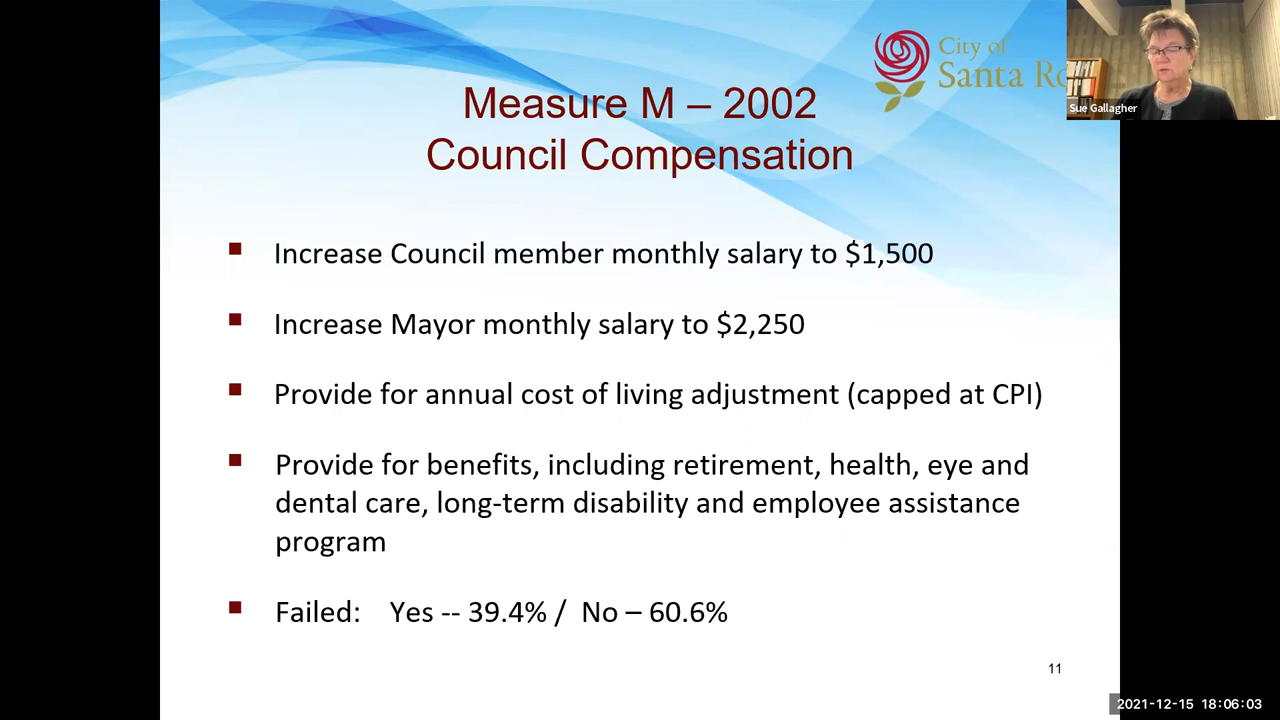 City of
Santa Ro
Sue Gallagher
Measure M – 2002
Council Compensation
Increase Council member monthly salary to $1,500
Increase Mayor monthly salary to $2,250
Provide for annual cost of living adjustment (capped at CPI)
Provide for benefits, including retirement, health, eye and
dental care, long-term disability and employee assistance
program
Failed: Yes -- 39.4% / No – 60.6%
11
2021-12-15 18:06:03